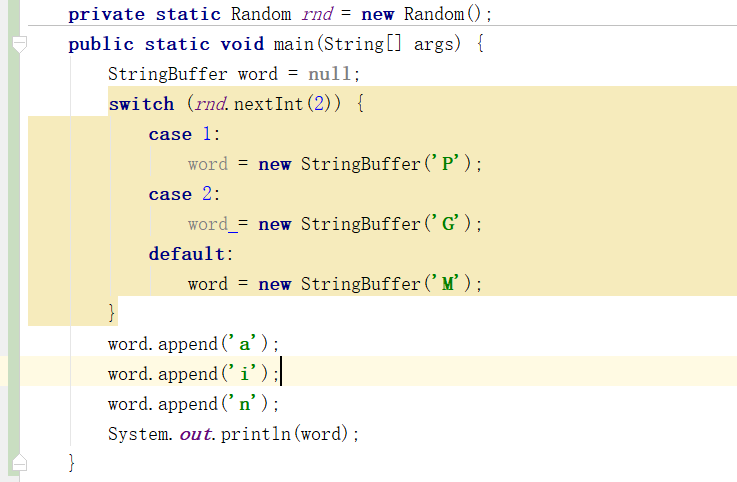 private static Random rnd = new Random();
public static void main(String[] args) {
StringBuffer word = null;
switch (rnd.nextInt(2)) {
case 1:
word = new StringBuffer('P');
case 2:
word = new StringBuffer('G');
default:
word = new StringBuffer('M');
}
word.append('a');
word.append('i');
word.append('n');
System.out.println(word);
}